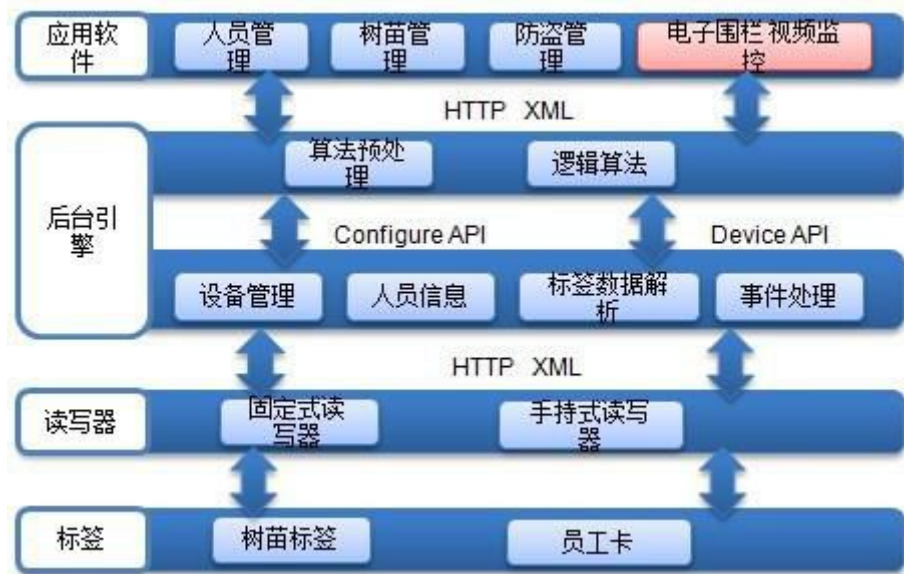 应用软
件
人员管
理
树苗管
理
防盗管
理
电子围栏 视频监
控
HTTP XML
后台引
擎
算法预处
理
逻辑算法
Configure API
Device API
设备管理
人员信息
标签数据解
析
事件处理
HTTP XML
读写器
固定式读
写器
手持式读写
器
标签
树苗标签
员工卡